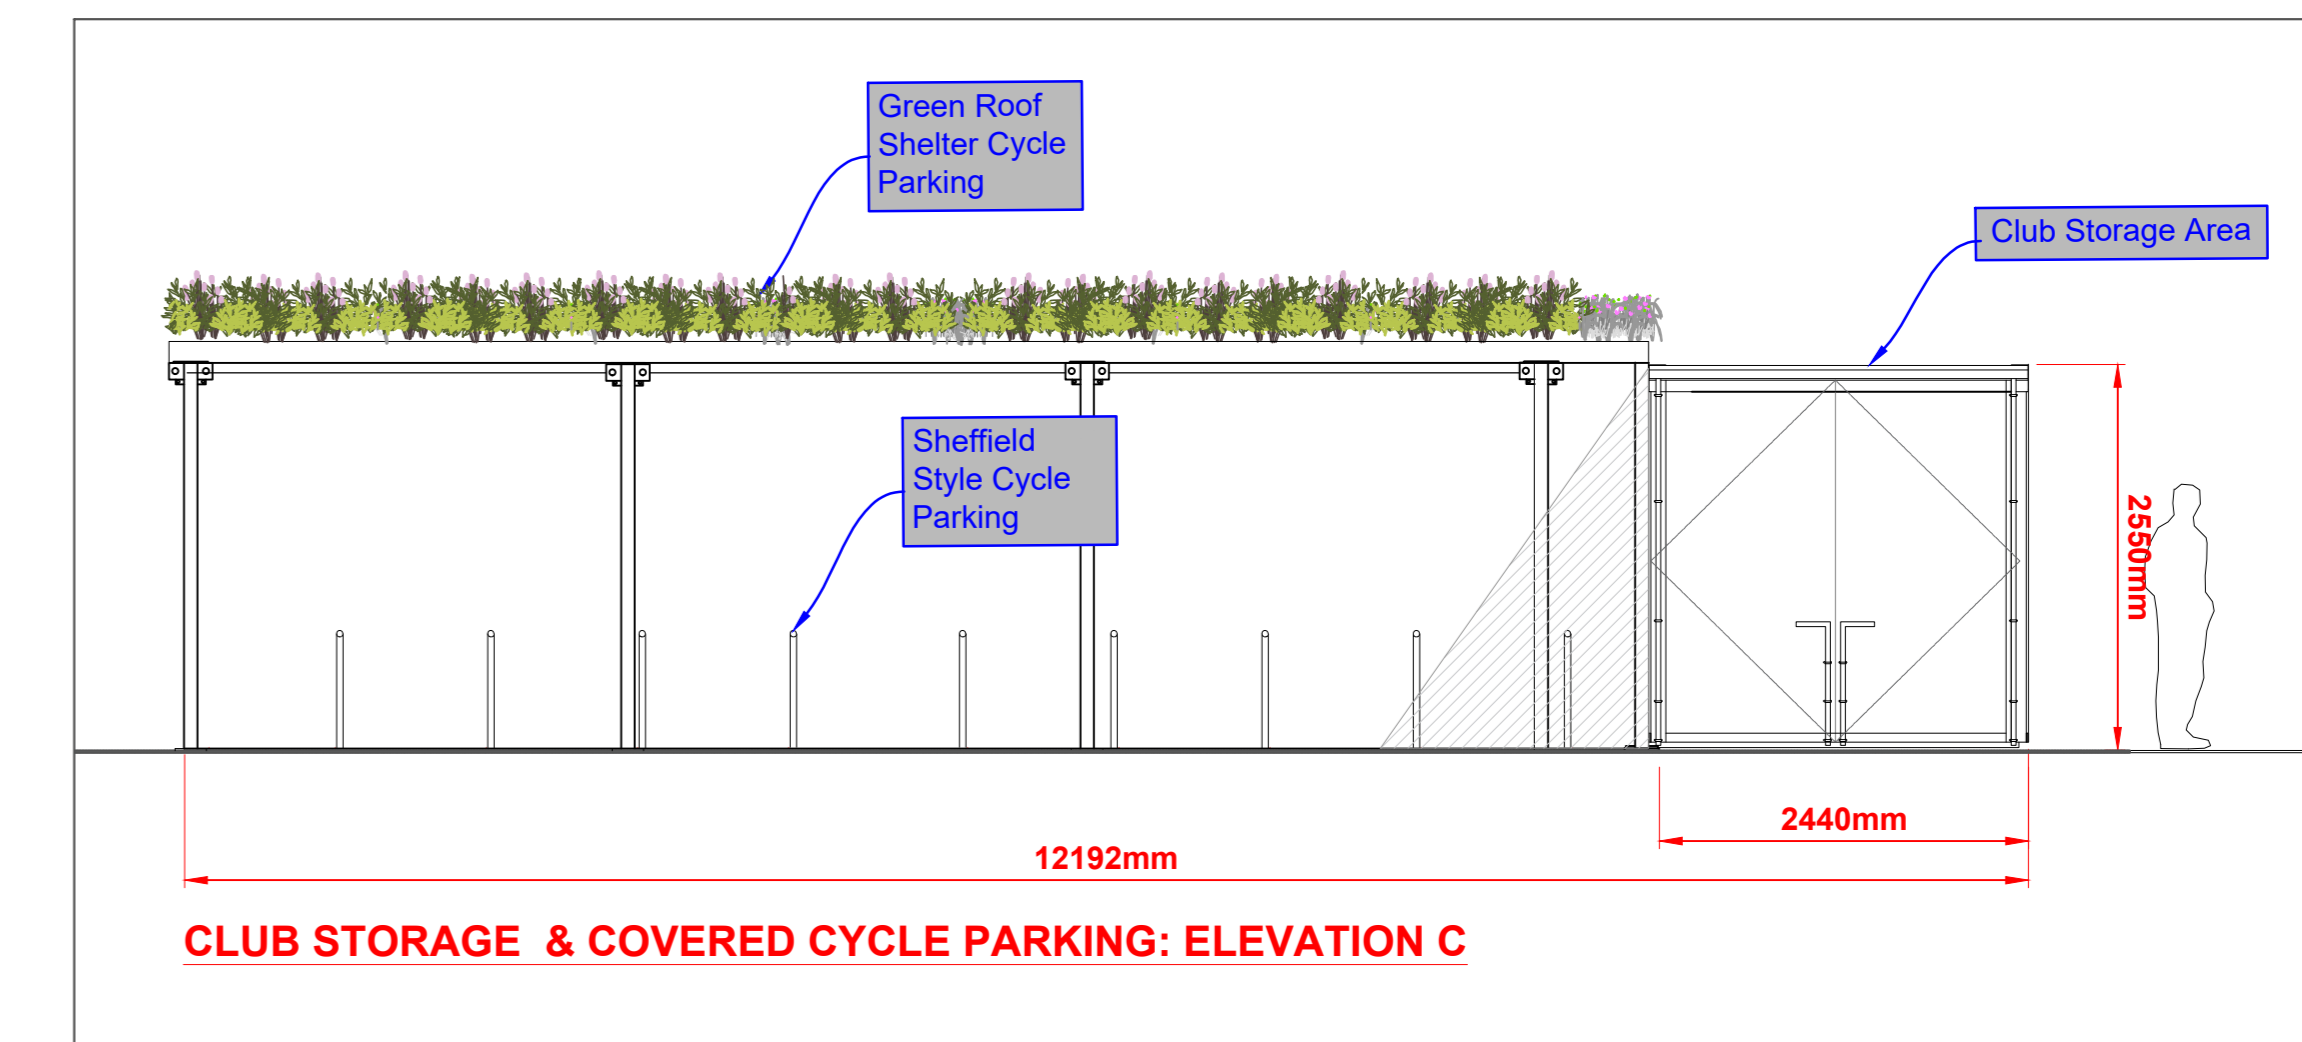 Green Roof
Shelter Cycle
Parking
Club Storage Area
Sheffield
Style Cycle
Parking
2550mm
2440mm
12192mm
CLUB STORAGE & COVERED CYCLE PARKING: ELEVATION C